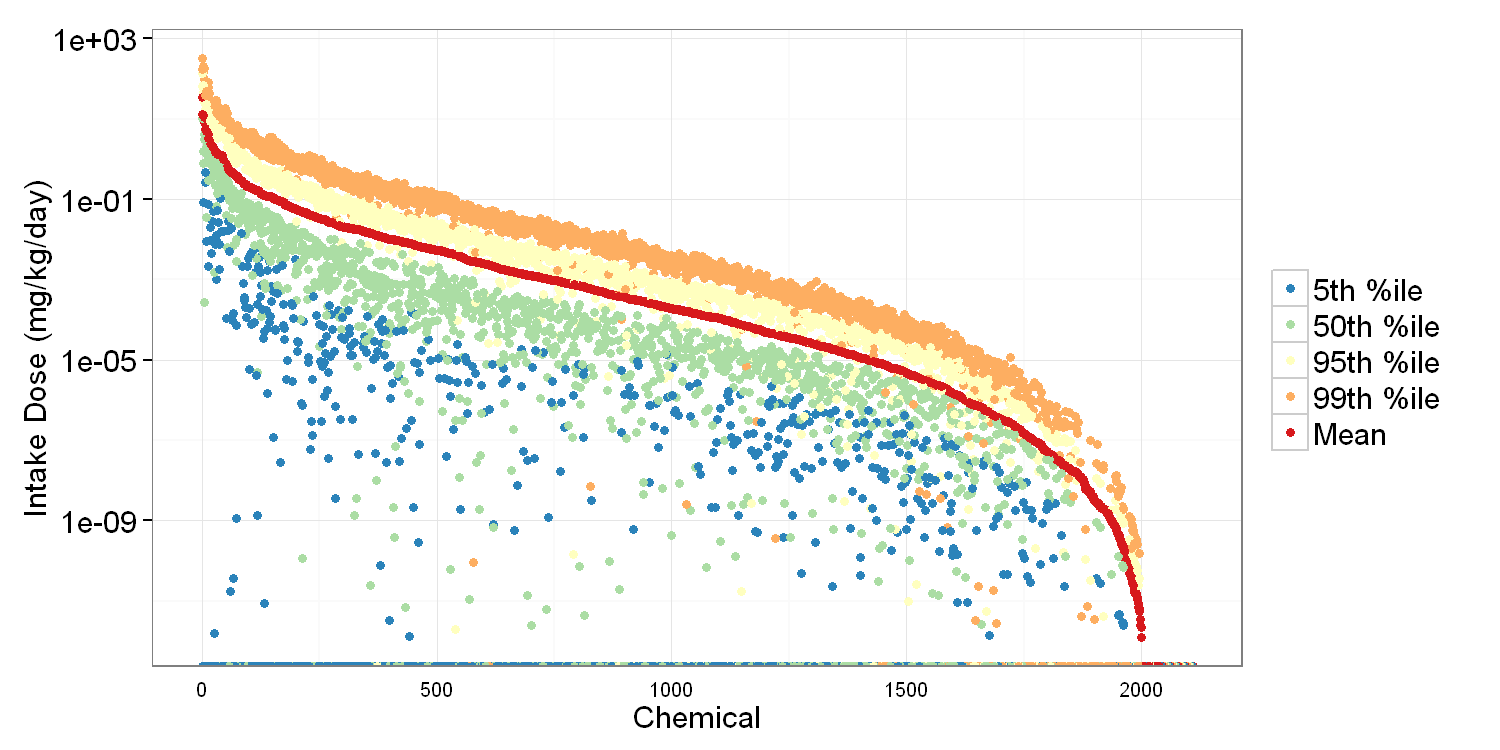 1e+03
1e-01
1e-05
1e-09
Intake Dose (mg/kg/day)
0 500 1000 1500 2000
Chemical
5th %ile
50th %ile
95th %ile
99th %ile
Mean